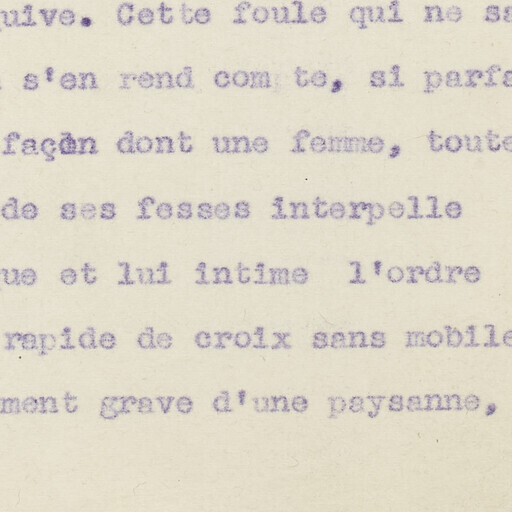 quive. Cette foule qui ne sa
s'en rend com te, si parfa
façon dont une femme, toute
de ses fesses interpelle
que et lui intime l'ordre
rapide de croix sans mobile
ment grave d'une paysanne,